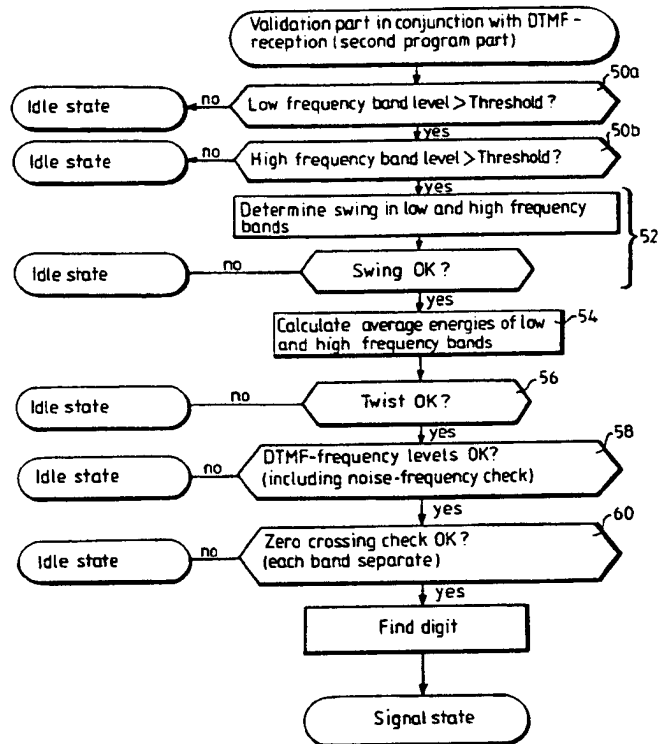 Validation part in conjunction with DTMF-
reception (second program part)
50a
Idle state
no
Low frequency band level > Threshold ?
yes
50b
Idle state
no
High frequency band level > Threshold?
yes
Determine swing in low and high frequency
bands
52
Idle state
no
Swing OK ?
yes
Calculate average energies of low
and high frequency bands
54
56
Idle state
no
Twist OK ?
yes
58
Idle state
no
DTMF-frequency levels OK?
(including noise-frequency check)
yes
60
Idle state
no
Zero crossing check OK ?
(each band separate)
yes
Find digit
Signal state